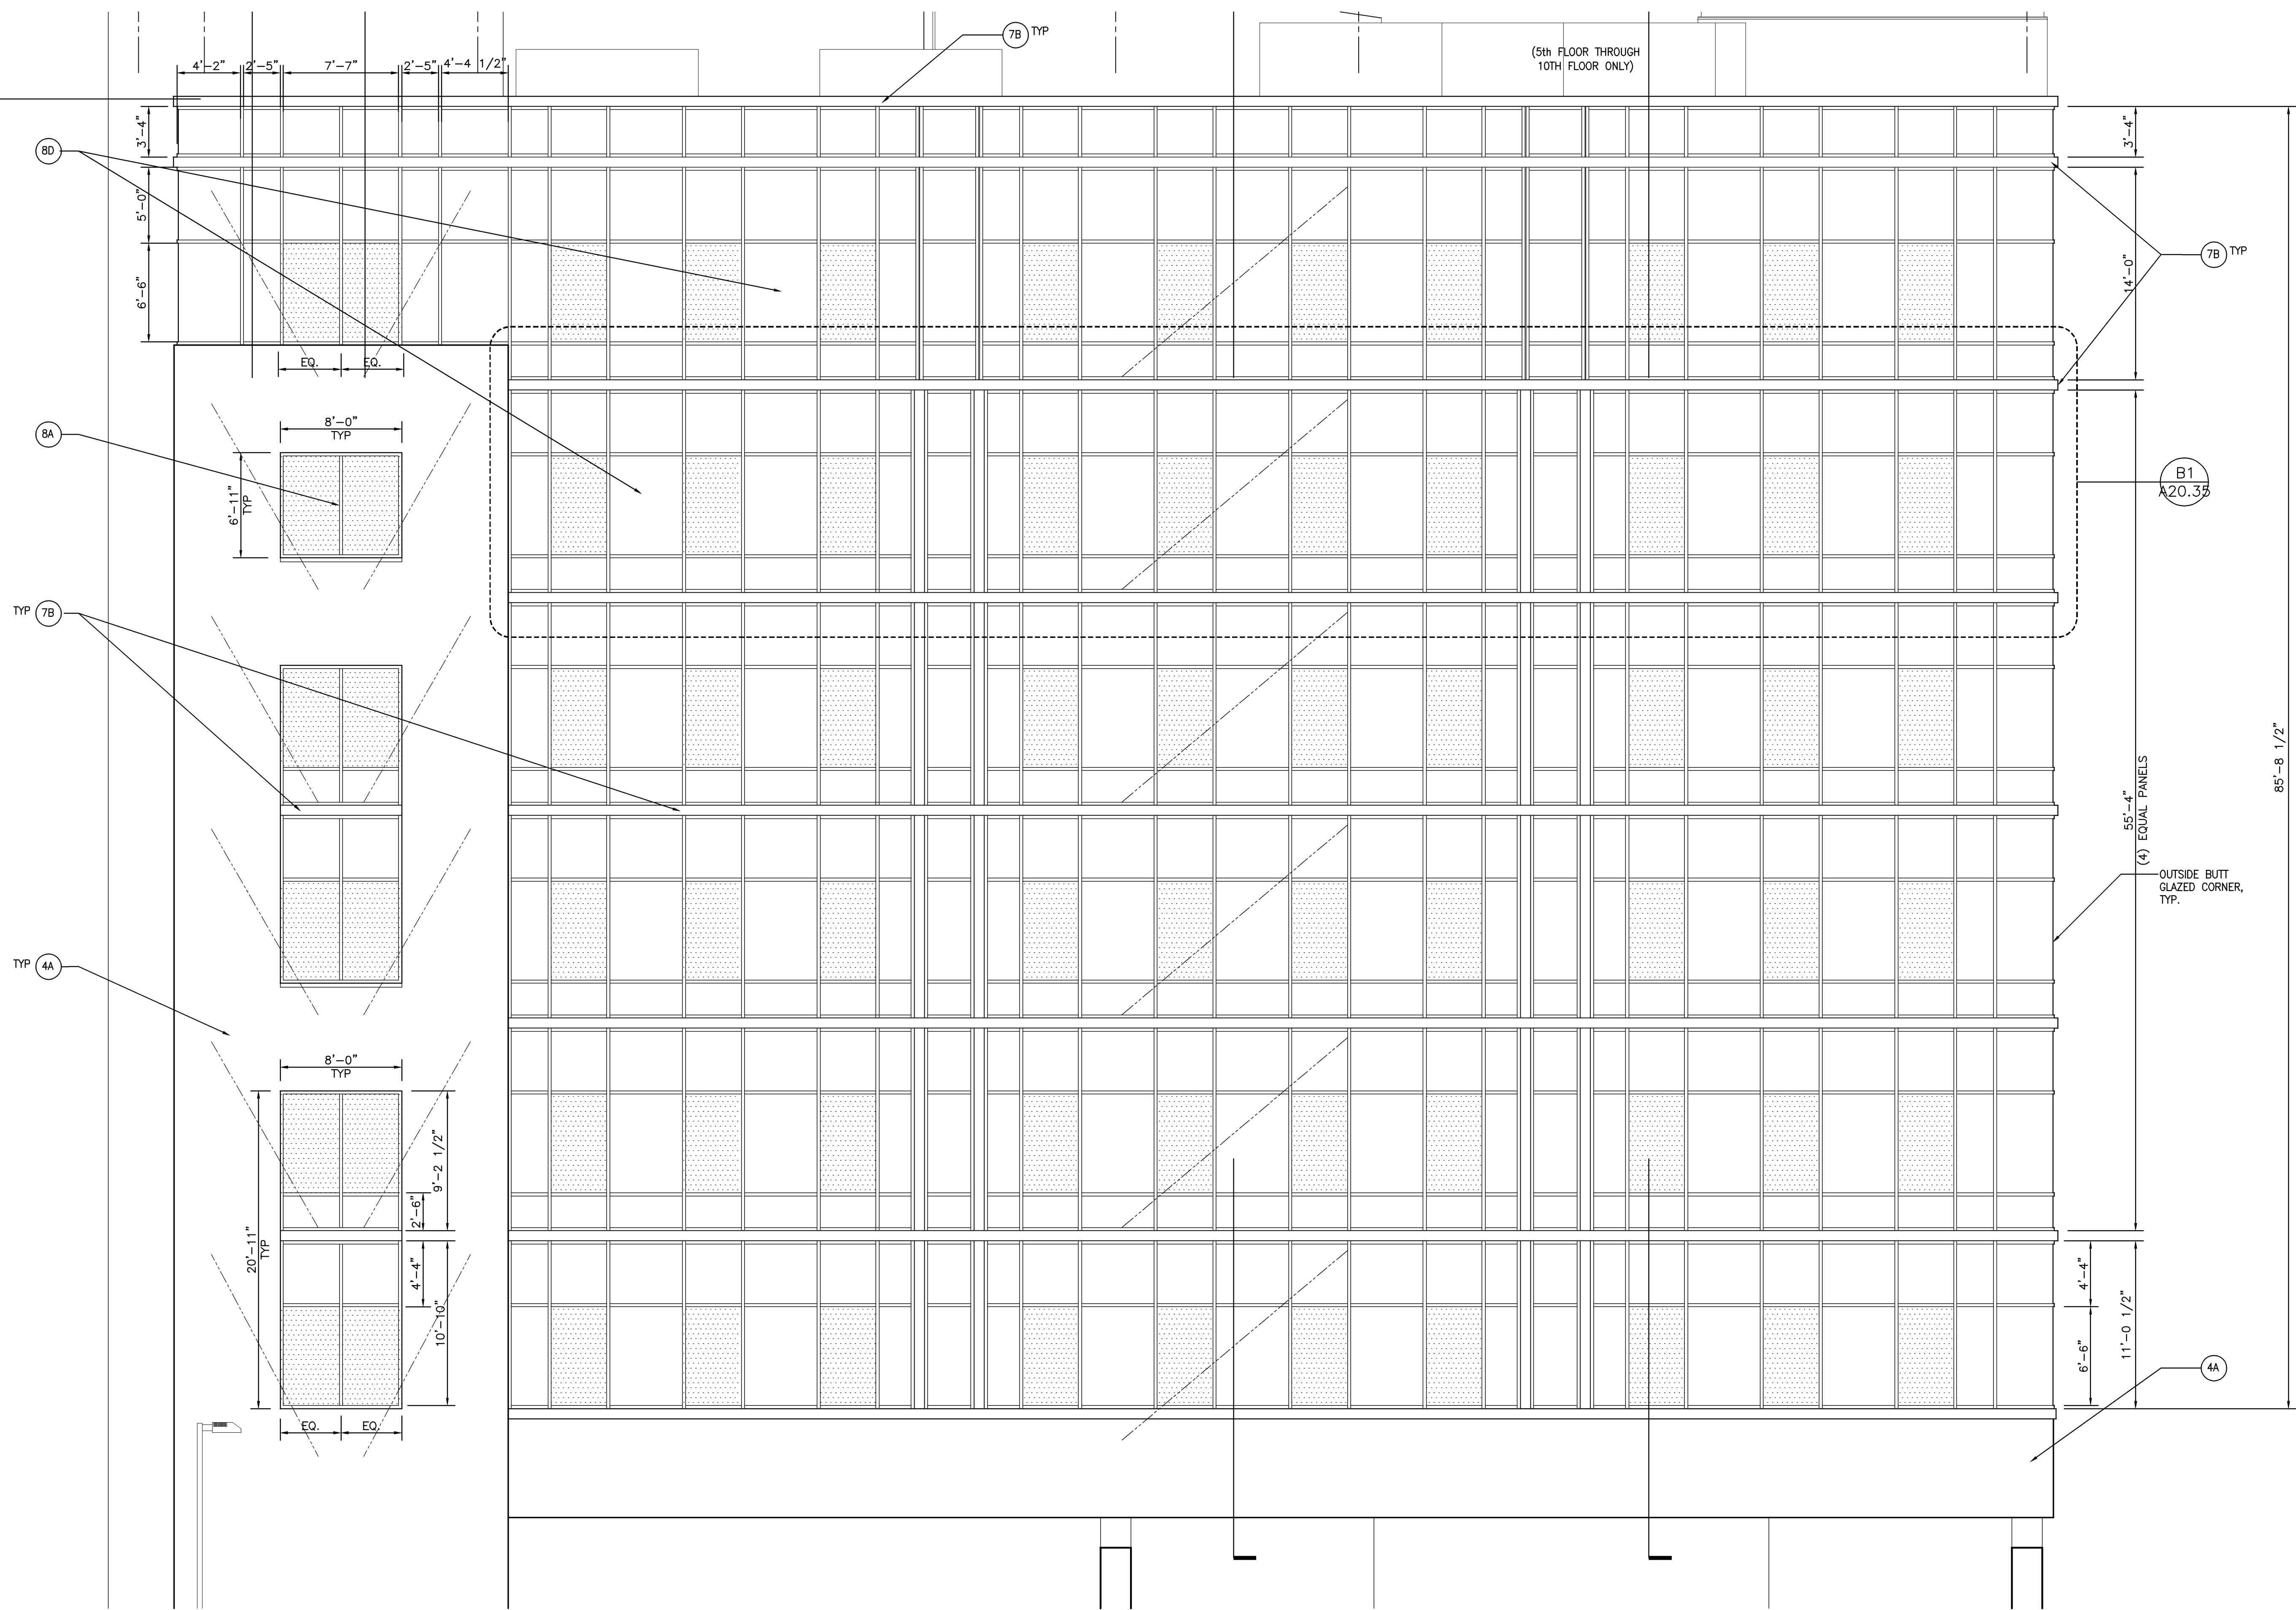 7B TYP
(5th FLOOR THROUGH
10TH FLOOR ONLY)
4'-2" 2'-5" 7'-7" 2'-5" 4'-4 1/2"
3'-4"
3'-4"
8D
5'-0"
6'-6"
14'-0"
7B TYP
EQ. EQ.
8'-0"
TYP
8A
6'-11"
TYP
B1
A20.35
TYP 7B
85'-8 1/2"
55'-4"
(4) EQUAL PANELS
OUTSIDE BUTT
GLAZED CORNER,
TYP.
TYP 4A
8'-0"
TYP
9'-2 1/2"
2'-6"
20'-11"
TYP
4'-4"
10'-10"
4'-4"
11'-0 1/2"
6'-6"
4A
EQ. EQ.